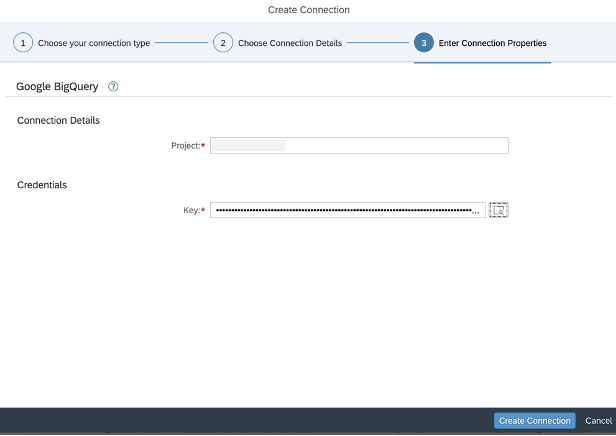 Create Connection
1 Choose your connection type 2 Choose Connection Details 3 Enter Connection Properties
Google BigQuery ?
Connection Details
Project:*
Credentials
Key:* ••••••••••••••••••••••••••••••••••••••••••••••••••••••••••••••••••••••••••••••••...
Create Connection Cancel